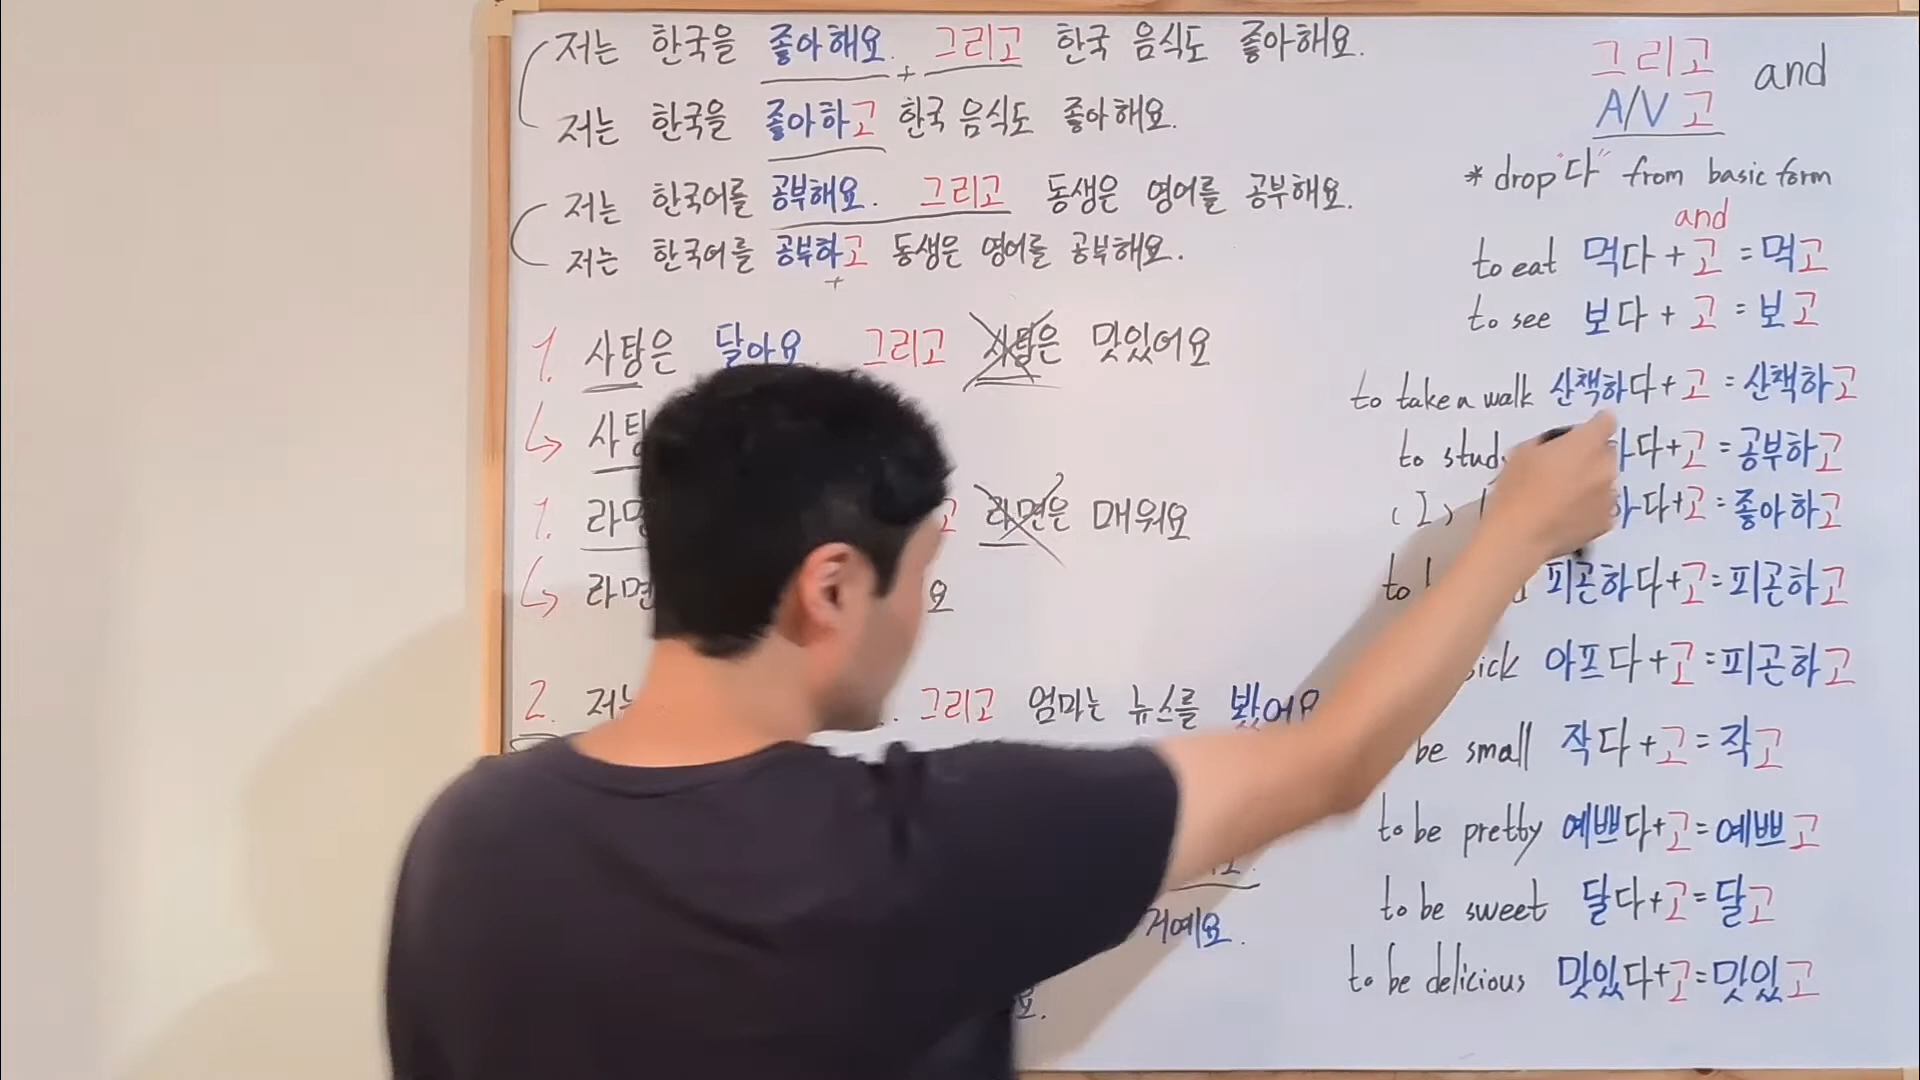 저는 한국을 좋아해요. 그리고 한국 음식도 좋아해요.
+
저는 한국을 좋아하고 한국 음식도 좋아해요.
저는 한국어를 공부해요. 그리고 동생은 영어를 공부해요.
저는 한국어를 공부하고 동생은 영어를 공부해요.
+
1. 사탕은 달아요. 그리고 사탕은 맛있어요
↳ 사탕
1. 라면 고 라면은 매워요
↳ 라면 요
2. 저는 . 그리고 엄마는 뉴스를 봤어요
거예요.
요.
그리고 and
A/V 고
* drop "다" from basic form
and
to eat 먹다 + 고 = 먹고
to see 보다 + 고 = 보고
to take a walk 산책하다 + 고 = 산책하고
to study 하다+고 = 공부하고
(I) 하다+고 = 좋아하고
to 피곤하다+고 = 피곤하고
sick 아프다 + 고 = 피곤하고
be small 작다 + 고 = 작고
to be pretty 예쁘다+고 = 예쁘고
to be sweet 달다+고 = 달고
to be delicious 맛있다+고 = 맛있고